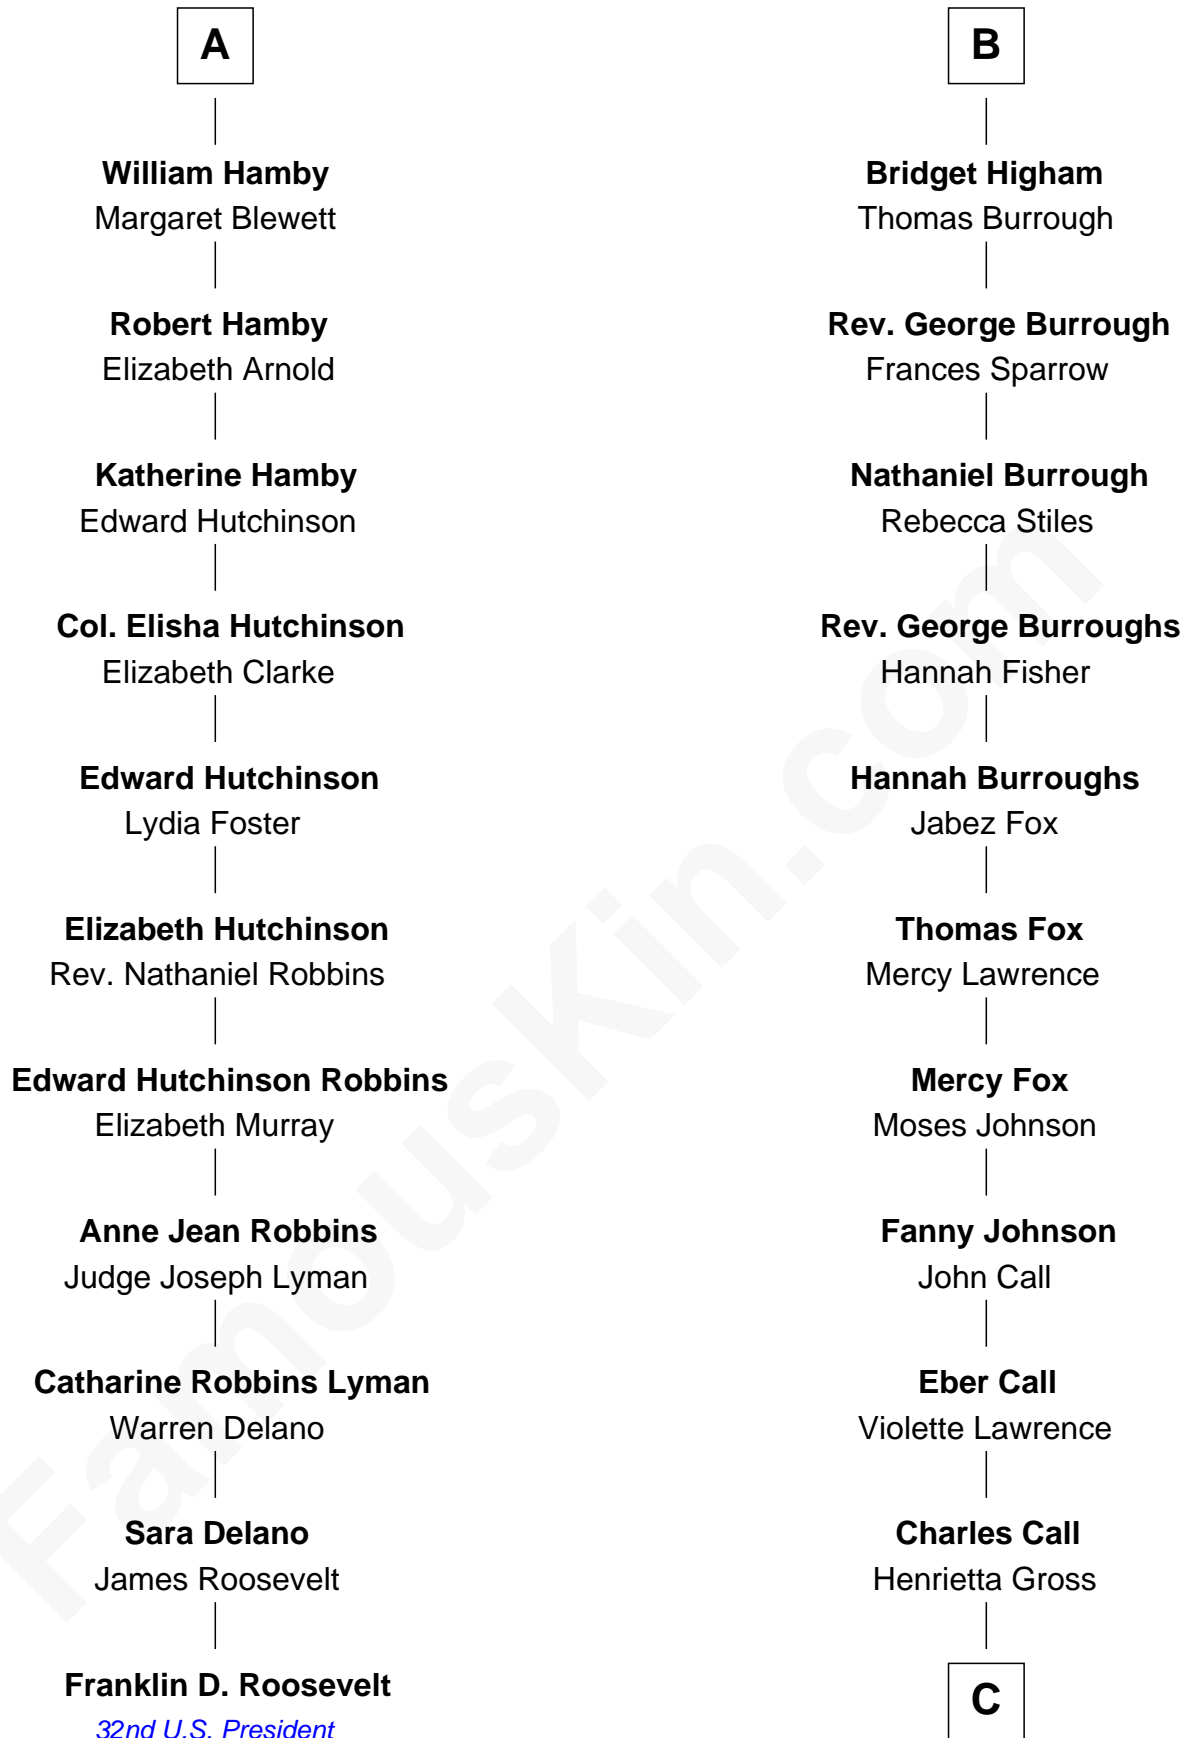 A
William Hamby
Margaret Blewett
Robert Hamby
Elizabeth Arnold
Katherine Hamby
Edward Hutchinson
Col. Elisha Hutchinson
Elizabeth Clarke
Edward Hutchinson
Lydia Foster
Elizabeth Hutchinson
Rev. Nathaniel Robbins
Edward Hutchinson Robbins
Elizabeth Murray
Anne Jean Robbins
Judge Joseph Lyman
Catharine Robbins Lyman
Warren Delano
Sara Delano
James Roosevelt
Franklin D. Roosevelt
32nd U.S. President
B
Bridget Higham
Thomas Burrough
Rev. George Burrough
Frances Sparrow
Nathaniel Burrough
Rebecca Stiles
Rev. George Burroughs
Hannah Fisher
Hannah Burroughs
Jabez Fox
Thomas Fox
Mercy Lawrence
Mercy Fox
Moses Johnson
Fanny Johnson
John Call
Eber Call
Violette Lawrence
Charles Call
Henrietta Gross
C
FamousKin.com